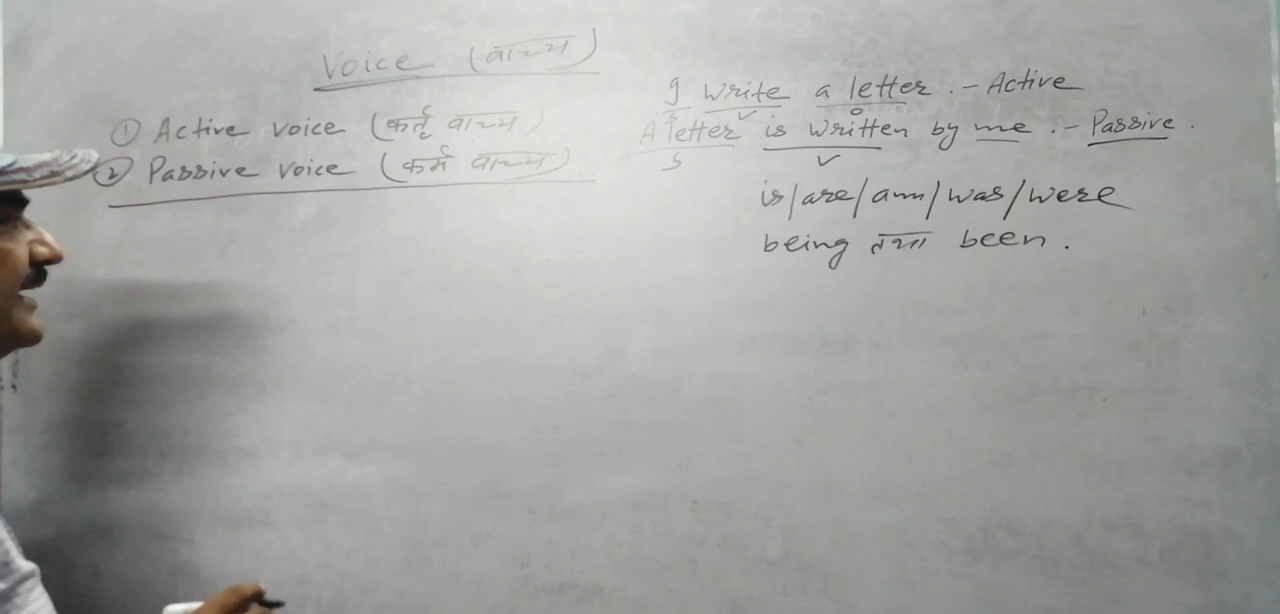 Voice (वाच्य)
① Active voice (कर्तृ वाच्य)
② Passive voice (कर्म वाच्य)
I write a letter. - Active
S V O
A letter is written by me. - Passive.
S V
is/are/am/was/were
being तथा been.